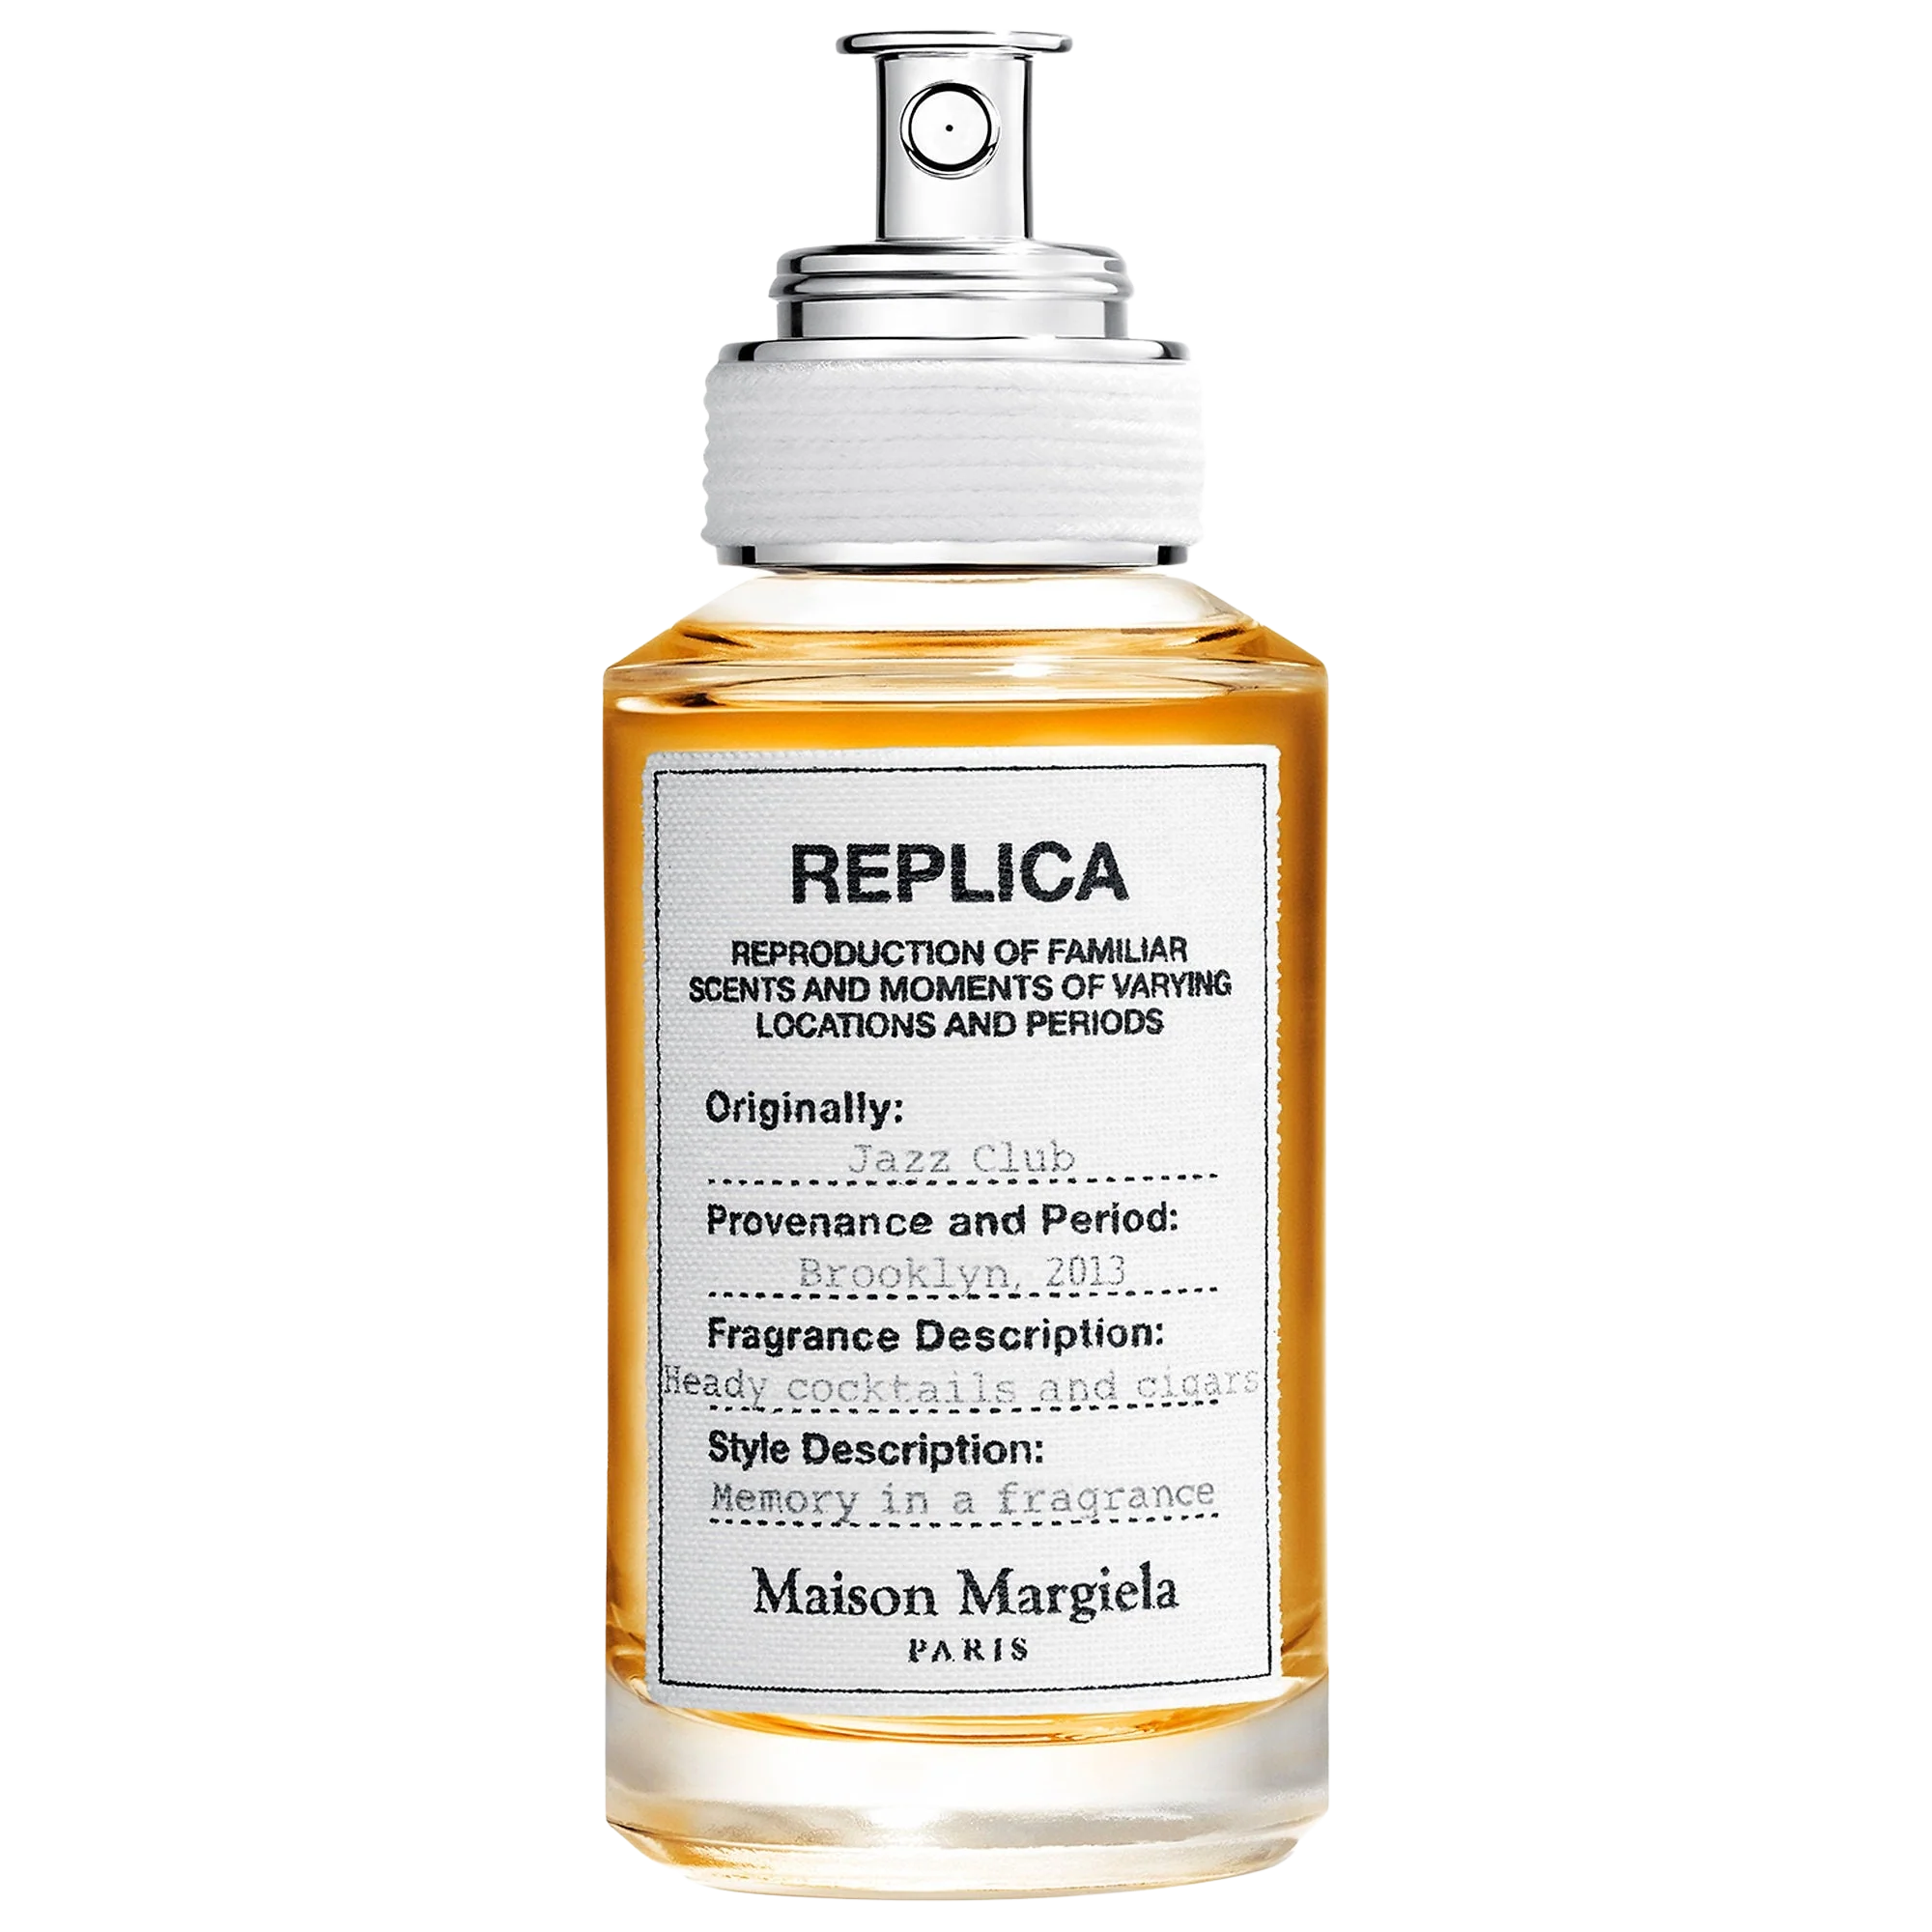 REPLICA
REPRODUCTION OF FAMILIAR
SCENTS AND MOMENTS OF VARYING
LOCATIONS AND PERIODS
Originally:
Jazz Club
Provenance and Period:
Brooklyn, 2013
Fragrance Description:
Heady cocktails and cigars
Style Description:
Memory in a fragrance
Maison Margiela
PARIS